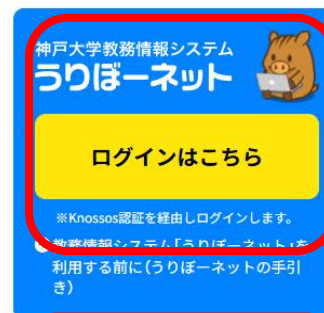 神戸大学教務情報システム
うりぼーネット
ログインはこちら
※Knossos認証を経由しログインします。
教務情報システム「うりぼーネット」を
利用する前に（うりぼーネットの手引
き）